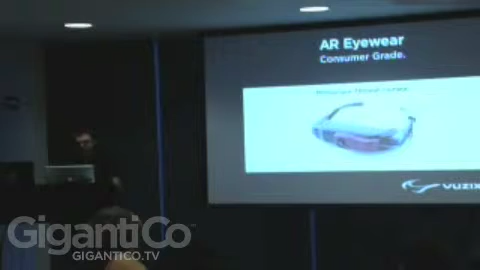 AR Eyewear
Consumer Grade.
vuzix
GigantiCo
GIGANTICO.TV